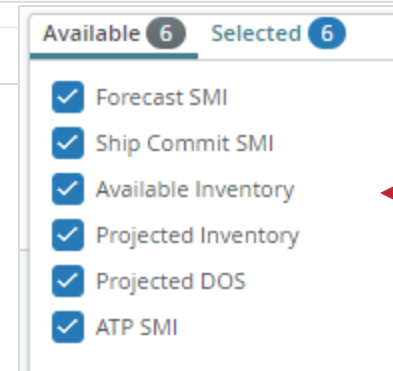 Available 6 Selected 6
Forecast SMI
Ship Commit SMI
Available Inventory
Projected Inventory
Projected DOS
ATP SMI